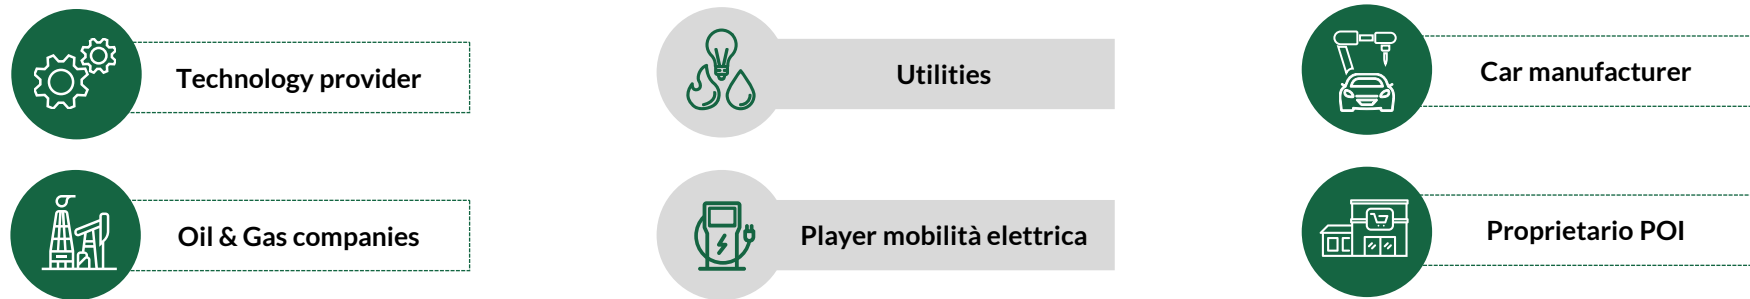 Technology provider
Utilities
Car manufacturer
Oil & Gas companies
Player mobilità elettrica
Proprietario POI